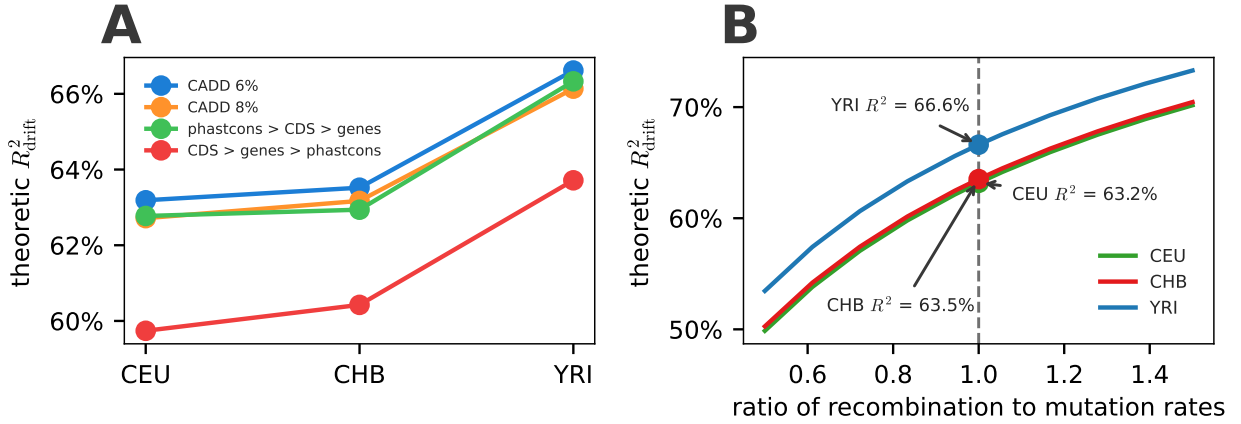 A
theoretic R²drift
66%
64%
62%
60%
CADD 6%
CADD 8%
phastcons > CDS > genes
CDS > genes > phastcons
CEU CHB YRI
B
theoretic R²drift
70%
60%
50%
YRI R² = 66.6%
CEU R² = 63.2%
CHB R² = 63.5%
CEU
CHB
YRI
0.6 0.8 1.0 1.2 1.4
ratio of recombination to mutation rates